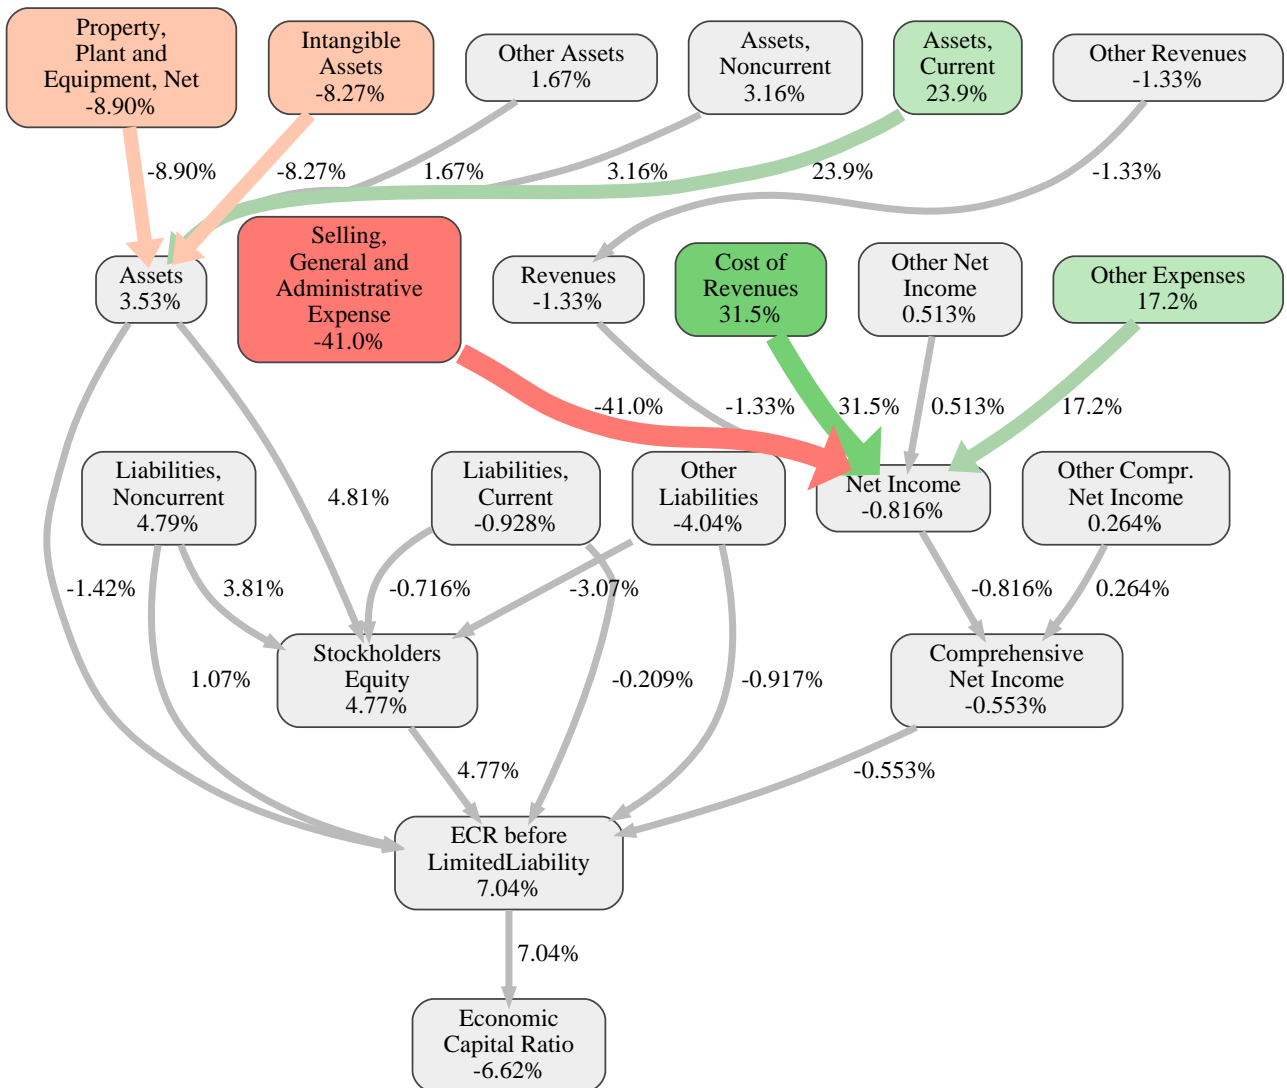 Property,
Plant and
Equipment, Net
-8.90%
Intangible
Assets
-8.27%
Other Assets
1.67%
Assets,
Noncurrent
3.16%
Assets,
Current
23.9%
Other Revenues
-1.33%
-8.90%
-8.27%
1.67%
3.16%
23.9%
-1.33%
Assets
3.53%
Selling,
General and
Administrative
Expense
-41.0%
Revenues
-1.33%
Cost of
Revenues
31.5%
Other Net
Income
0.513%
Other Expenses
17.2%
-41.0%
-1.33%
31.5%
0.513%
17.2%
Liabilities,
Noncurrent
4.79%
4.81%
Liabilities,
Current
-0.928%
Other
Liabilities
-4.04%
Net Income
-0.816%
Other Compr.
Net Income
0.264%
-1.42%
3.81%
-0.716%
-3.07%
-0.816%
0.264%
1.07%
Stockholders
Equity
4.77%
-0.209%
-0.917%
Comprehensive
Net Income
-0.553%
4.77%
-0.553%
ECR before
LimitedLiability
7.04%
7.04%
Economic
Capital Ratio
-6.62%